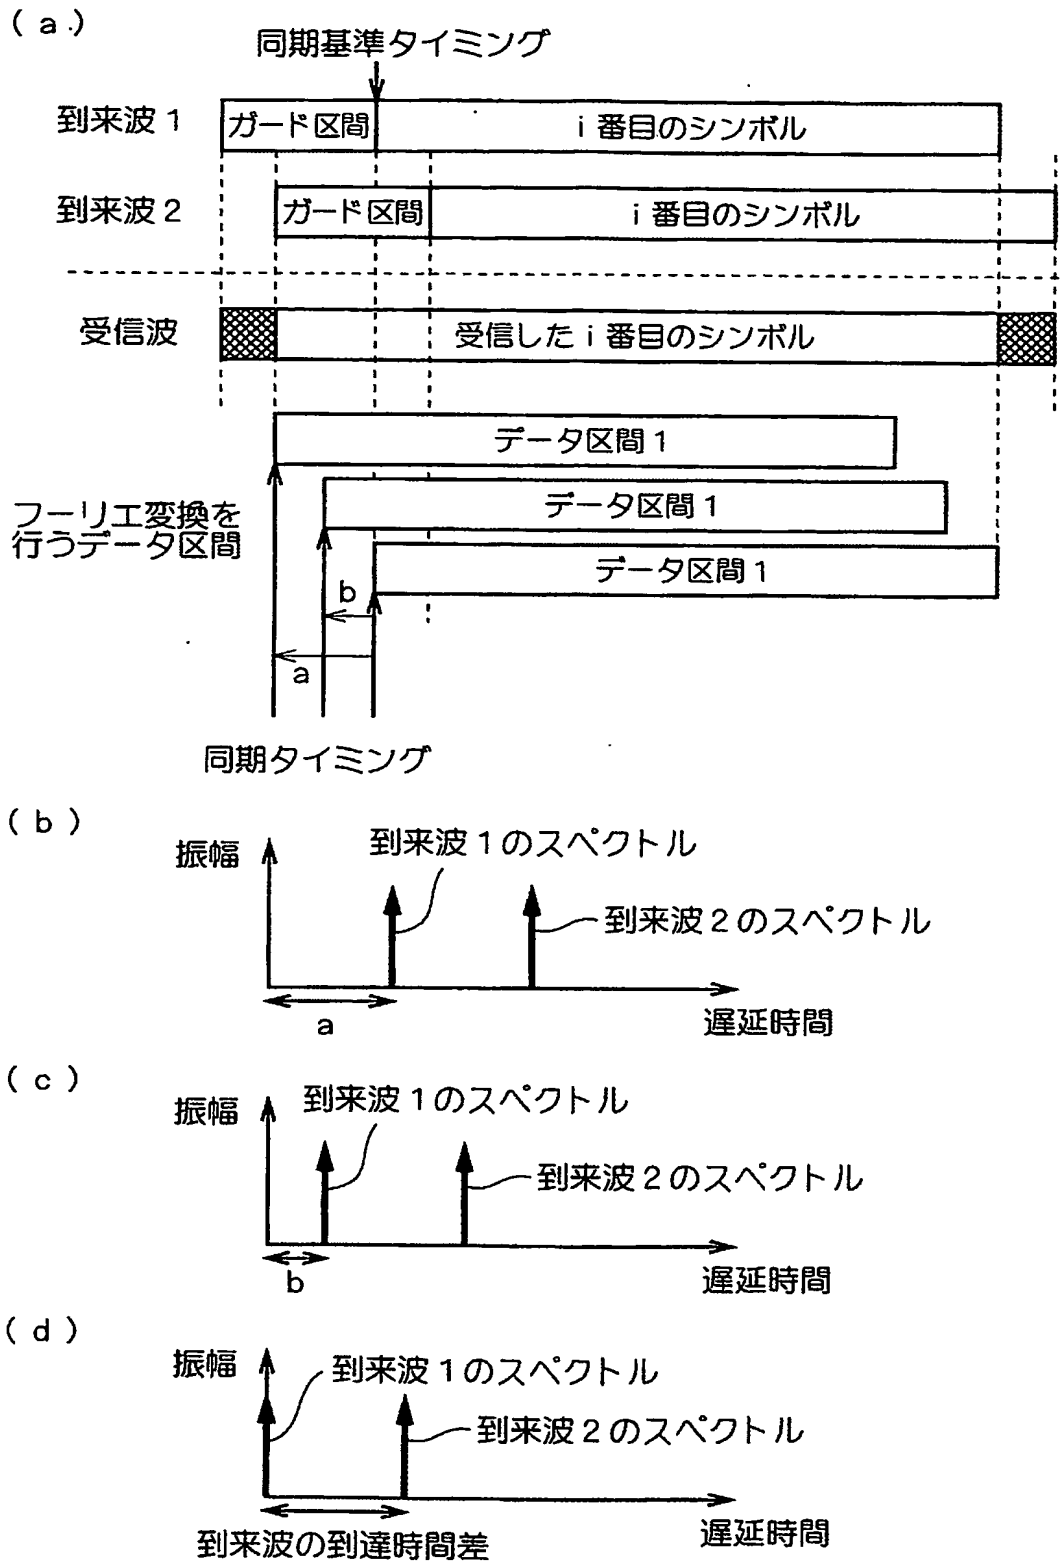 (a)
同期基準タイミング
到来波1
ガード区間
i番目のシンボル
到来波2
ガード区間
i番目のシンボル
受信波
受信したi番目のシンボル
データ区間1
フーリエ変換を
行うデータ区間
データ区間1
データ区間1
b
a
同期タイミング
(b)
振幅
到来波1のスペクトル
到来波2のスペクトル
a
遅延時間
(c)
振幅
到来波1のスペクトル
到来波2のスペクトル
b
遅延時間
(d)
振幅
到来波1のスペクトル
到来波2のスペクトル
到来波の到達時間差
遅延時間